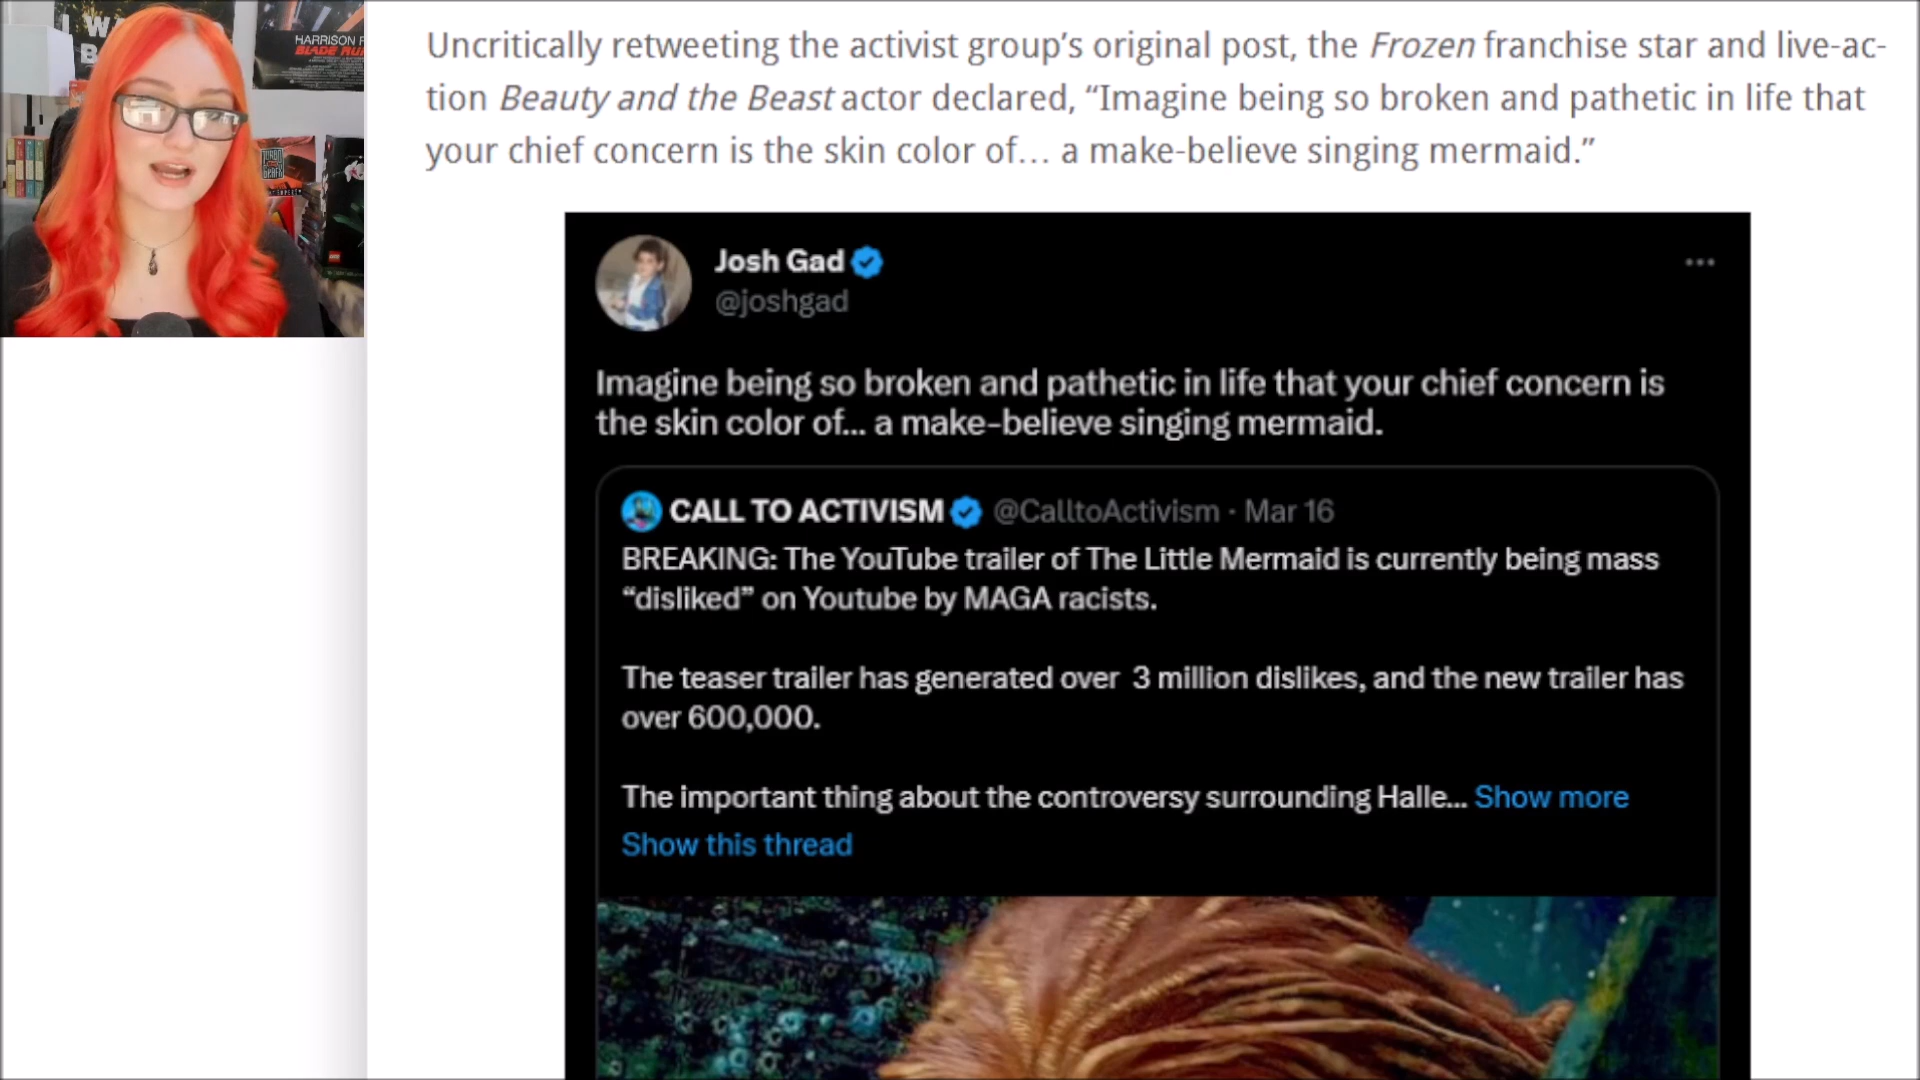 HARRISON F
BLADE RU
Uncritically retweeting the activist group’s original post, the Frozen franchise star and live-ac-
tion Beauty and the Beast actor declared, “Imagine being so broken and pathetic in life that
your chief concern is the skin color of… a make-believe singing mermaid.”
Josh Gad
@joshgad
Imagine being so broken and pathetic in life that your chief concern is
the skin color of... a make-believe singing mermaid.
CALL TO ACTIVISM @CalltoActivism · Mar 16
BREAKING: The YouTube trailer of The Little Mermaid is currently being mass
“disliked” on Youtube by MAGA racists.
The teaser trailer has generated over 3 million dislikes, and the new trailer has
over 600,000.
The important thing about the controversy surrounding Halle... Show more
Show this thread